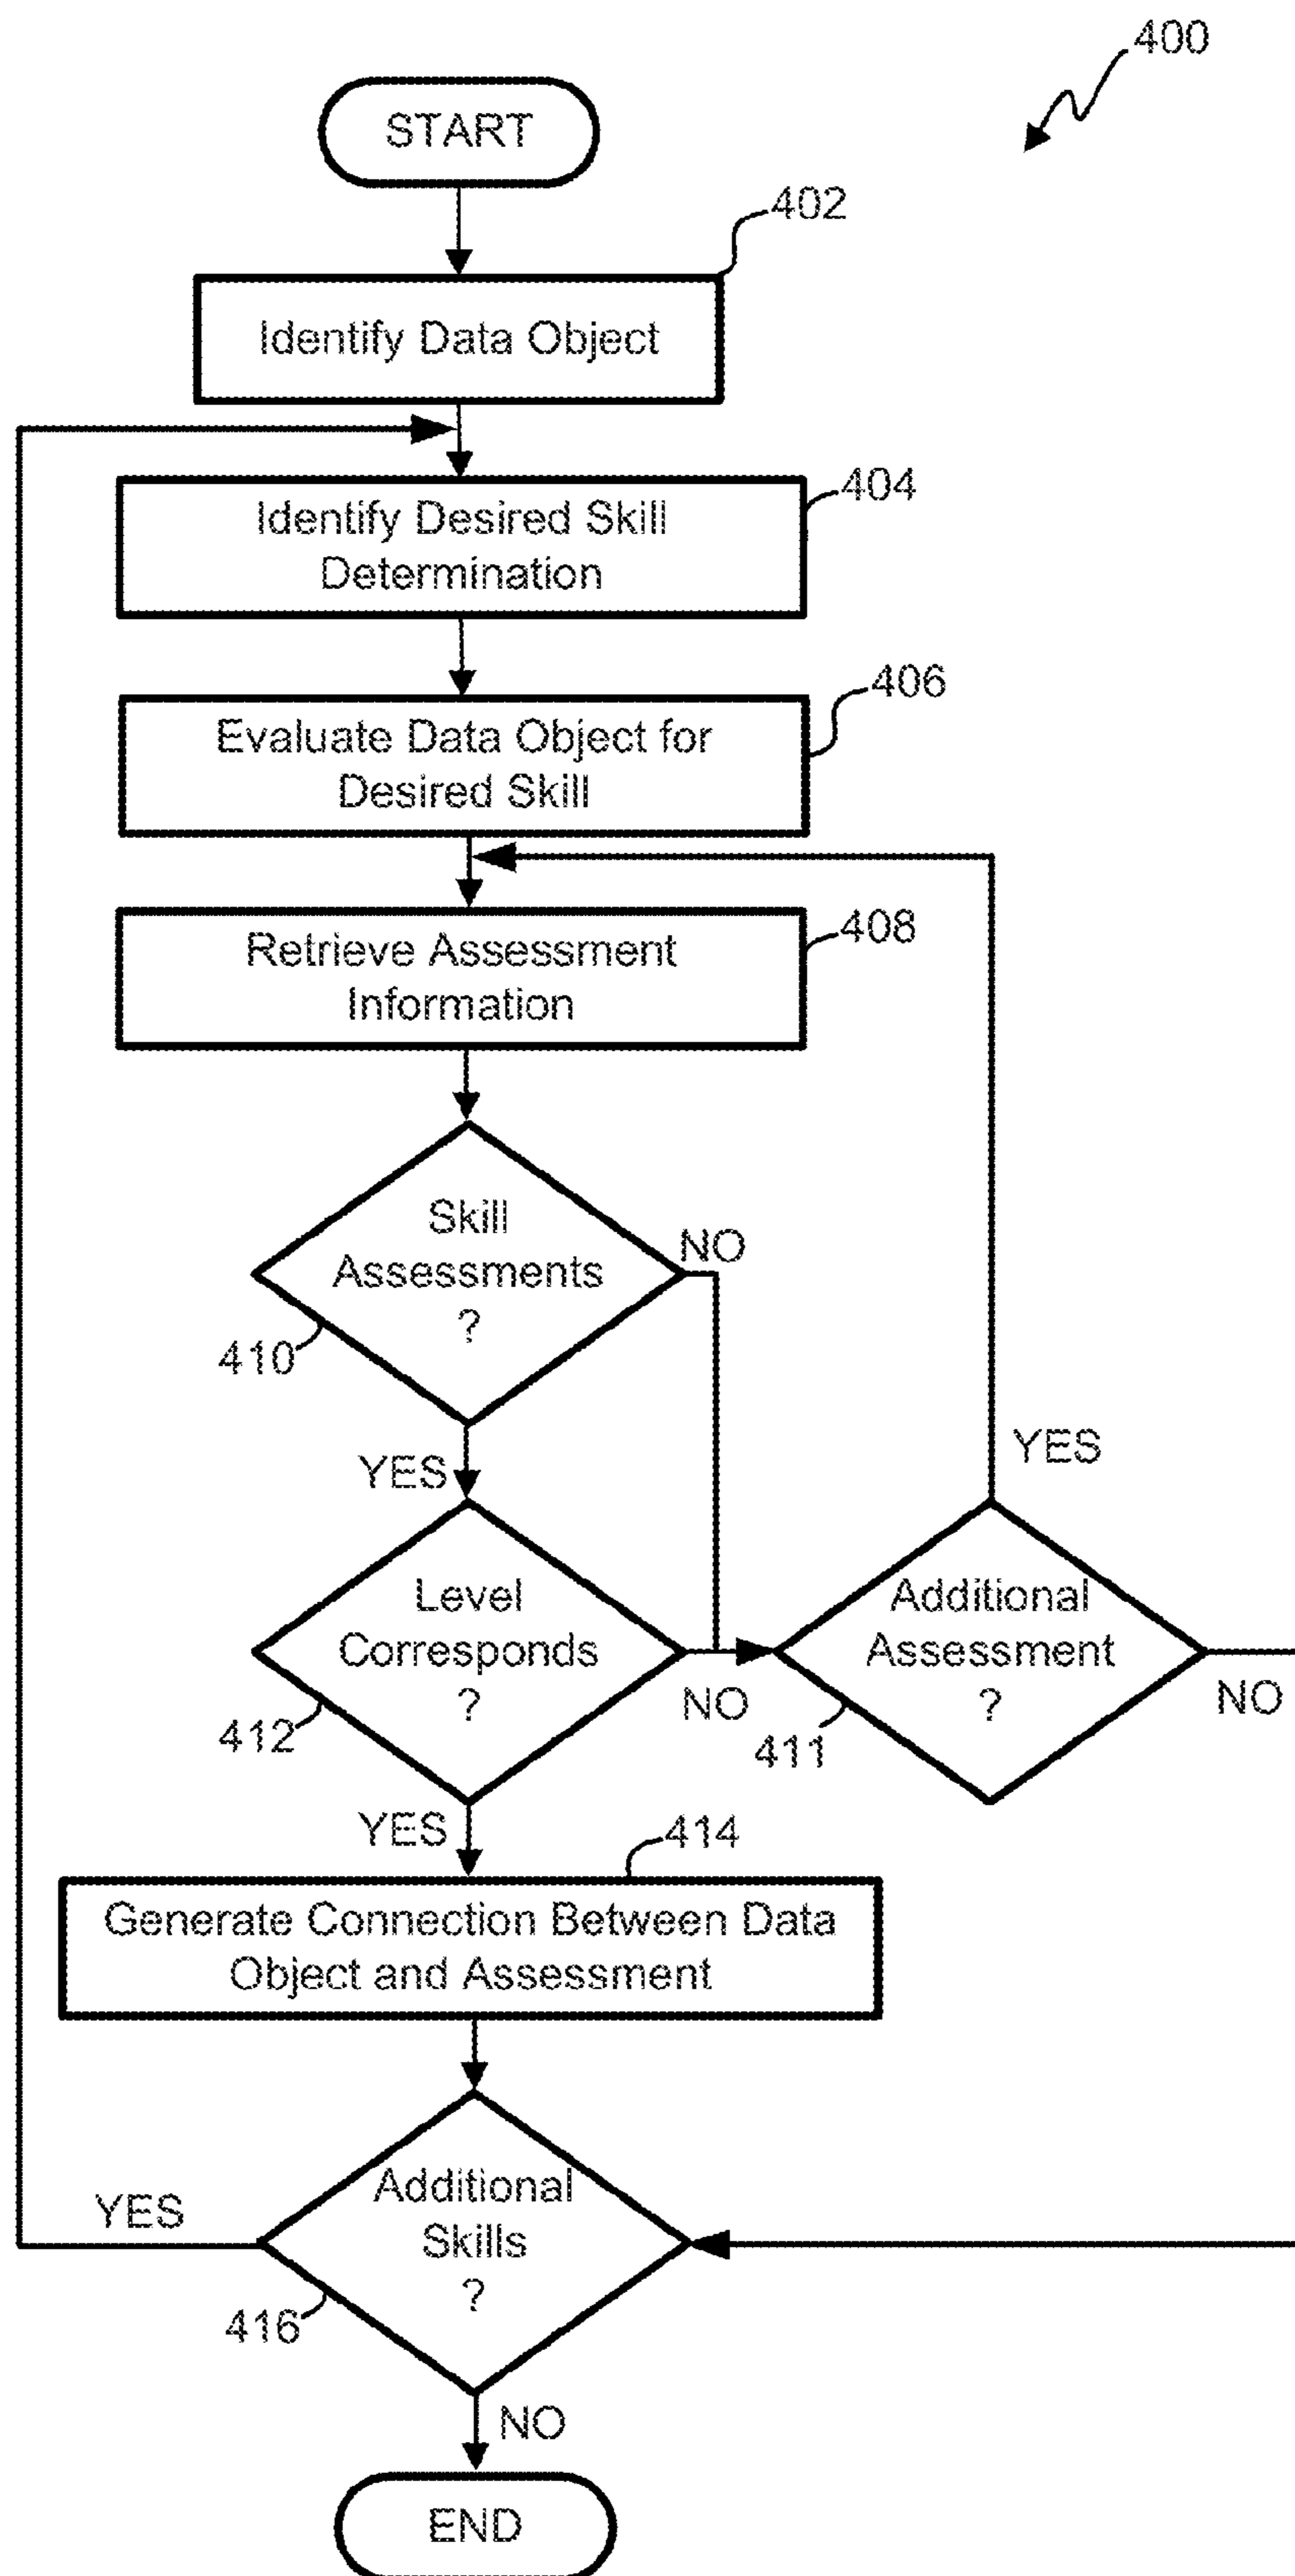 400
START
402
Identify Data Object
404
Identify Desired Skill
Determination
406
Evaluate Data Object for
Desired Skill
408
Retrieve Assessment
Information
Skill
Assessments
?
NO
410
YES
YES
Level
Corresponds
?
NO
412
Additional
Assessment
?
NO
411
YES
414
Generate Connection Between Data
Object and Assessment
Additional
Skills
?
YES
416
NO
END